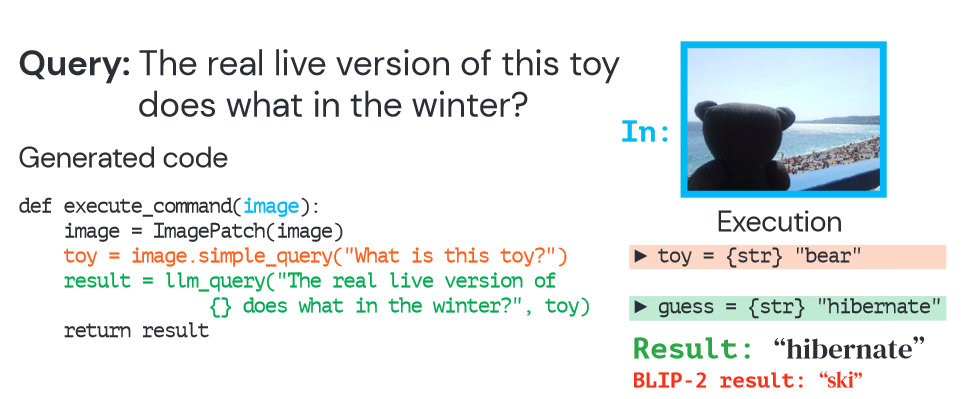 Query: The real live version of this toy
does what in the winter?
Generated code
def execute_command(image):
    image = ImagePatch(image)
    toy = image.simple_query("What is this toy?")
    result = llm_query("The real live version of
                 {} does what in the winter?", toy)
    return result
In:
Execution
▶ toy = {str} "bear"
▶ guess = {str} "hibernate"
Result: “hibernate”
BLIP-2 result: “ski”